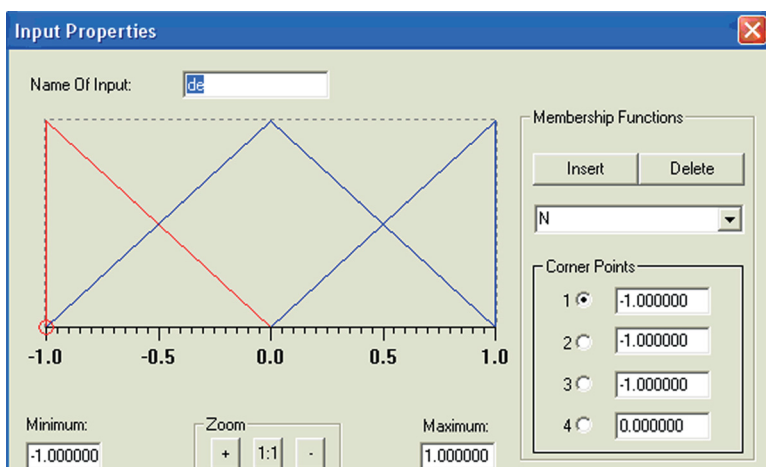 Input Properties
Name Of Input:
de
Membership Functions
Insert
Delete
N
Corner Points
1
-1.000000
2
-1.000000
3
-1.000000
4
0.000000
-1.0
-0.5
0.0
0.5
1.0
Minimum:
-1.000000
Zoom
+
1:1
-
Maximum:
1.000000